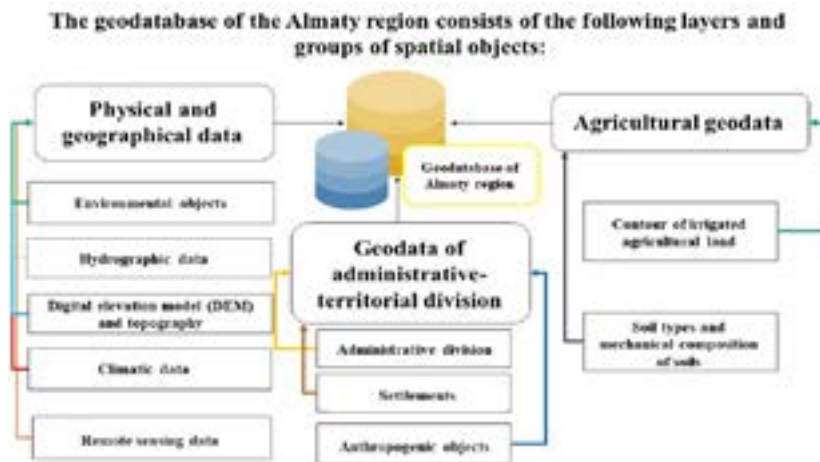 The geodatabase of the Almaty region consists of the following layers and
groups of spatial objects:
Physical and
geographical data
Environmental objects
Hydrographic data
Digital elevation model (DEM)
and topography
Climatic data
Remote sensing data
Geodatabase of
Almaty region
Geodata of
administrative-
territorial division
Administrative division
Settlements
Anthropogenic objects
Agricultural geodata
Contour of irrigated
agricultural land
Soil types and
mechanical composition
of soils